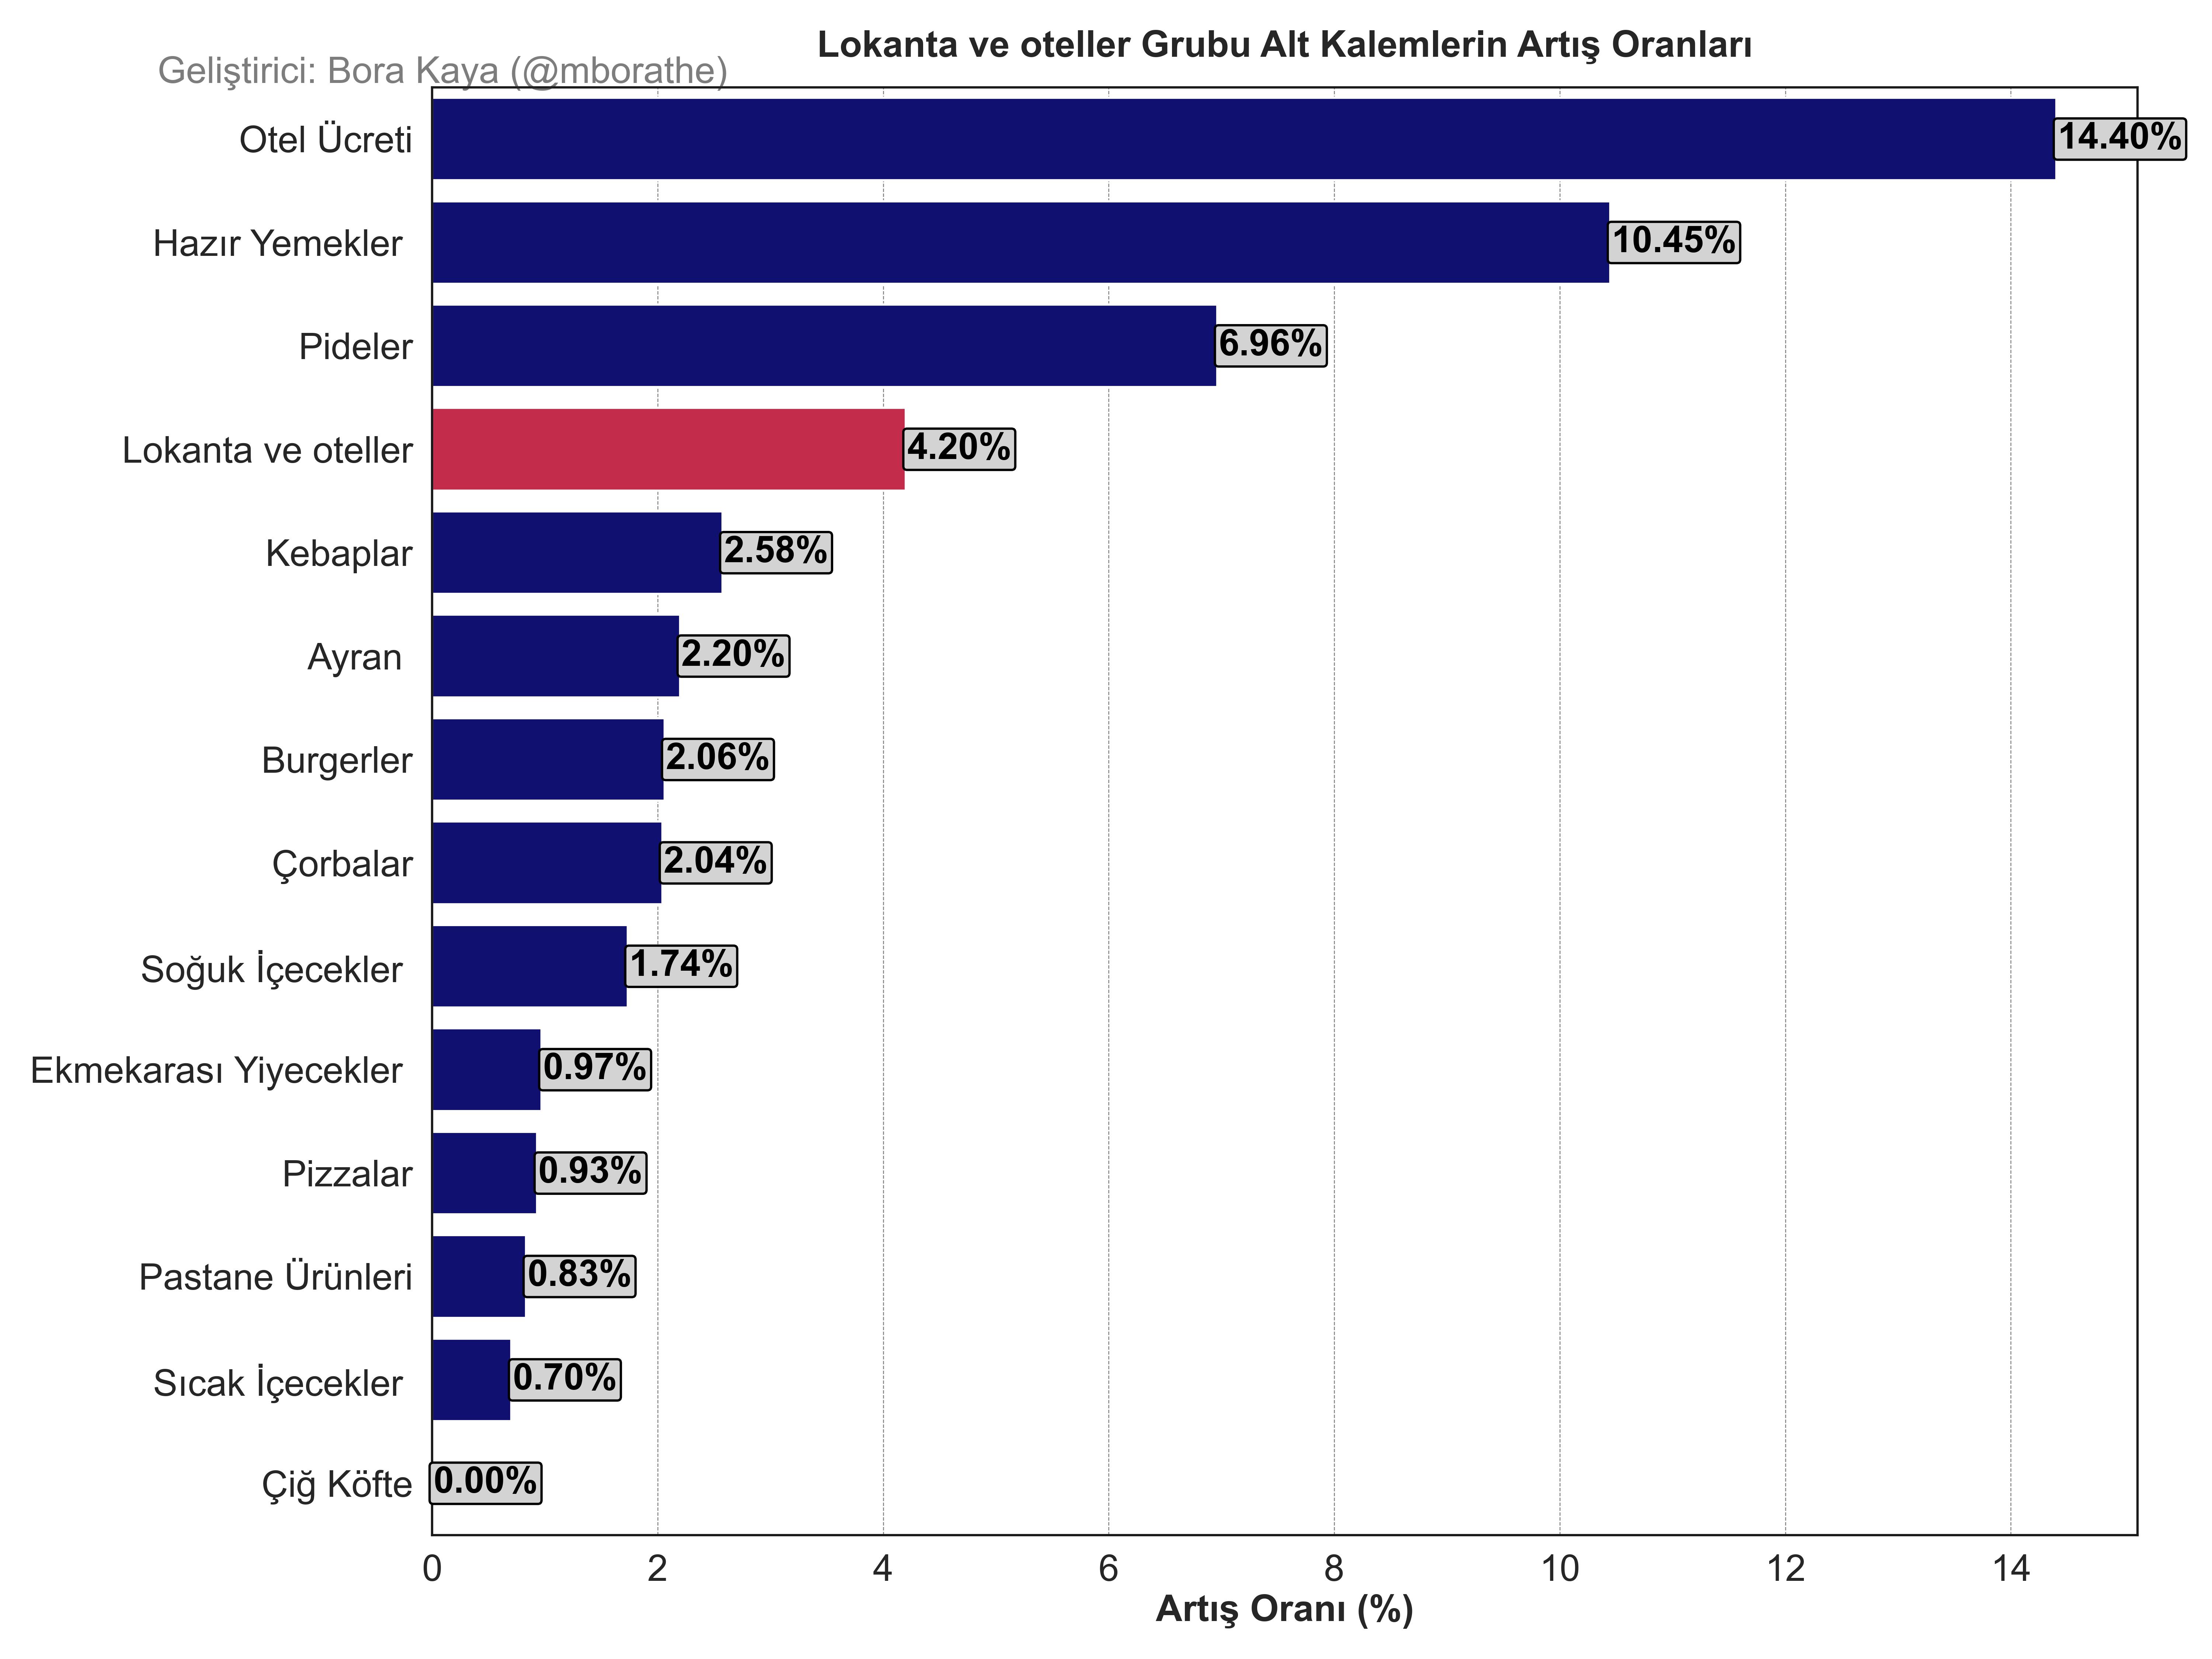 Lokanta ve oteller Grubu Alt Kalemlerin Artış Oranları
Geliştirici: Bora Kaya (@mborathe)
Otel Ücreti 14.40%
Hazır Yemekler 10.45%
Pideler 6.96%
Lokanta ve oteller 4.20%
Kebaplar 2.58%
Ayran 2.20%
Burgerler 2.06%
Çorbalar 2.04%
Soğuk İçecekler 1.74%
Ekmekarası Yiyecekler 0.97%
Pizzalar 0.93%
Pastane Ürünleri 0.83%
Sıcak İçecekler 0.70%
Çiğ Köfte 0.00%
0 2 4 6 8 10 12 14
Artış Oranı (%)